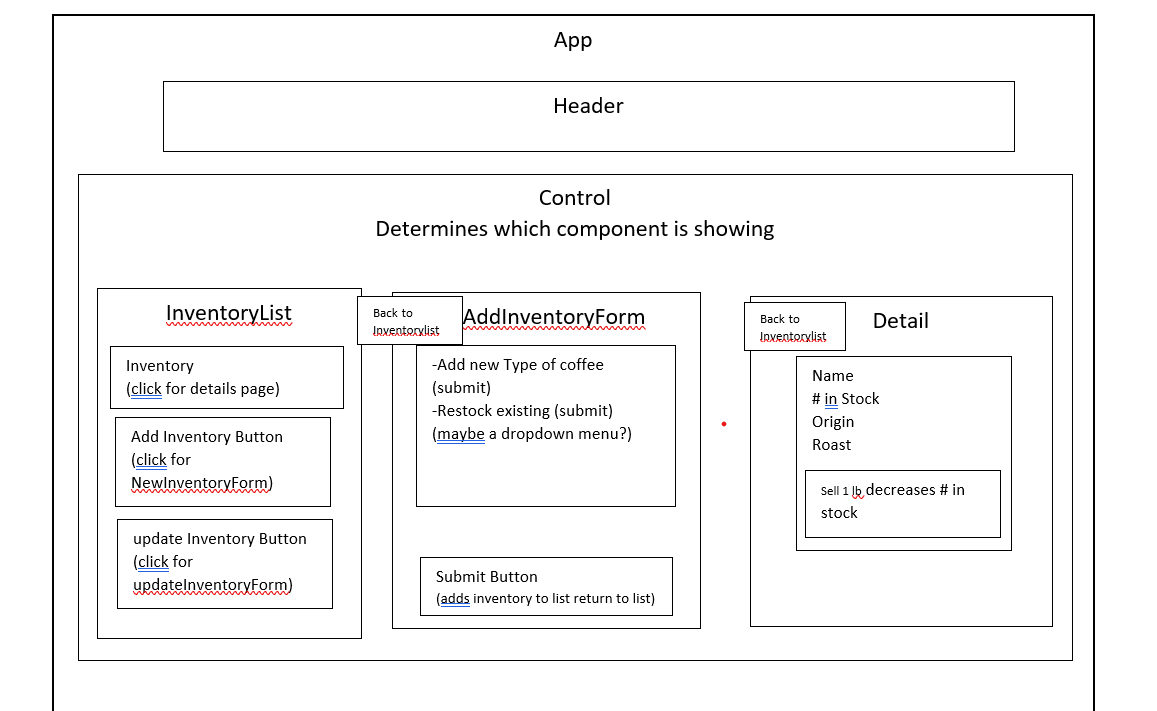 App
Header
Control
Determines which component is showing
InventoryList
Inventory
(click for details page)
Add Inventory Button
(click for
NewInventoryForm)
update Inventory Button
(click for
updateInventoryForm)
Back to
Inventorylist
AddInventoryForm
-Add new Type of coffee
(submit)
-Restock existing (submit)
(maybe a dropdown menu?)
Submit Button
(adds inventory to list return to list)
Back to
Inventorylist
Detail
Name
# in Stock
Origin
Roast
Sell 1 lb decreases # in
stock